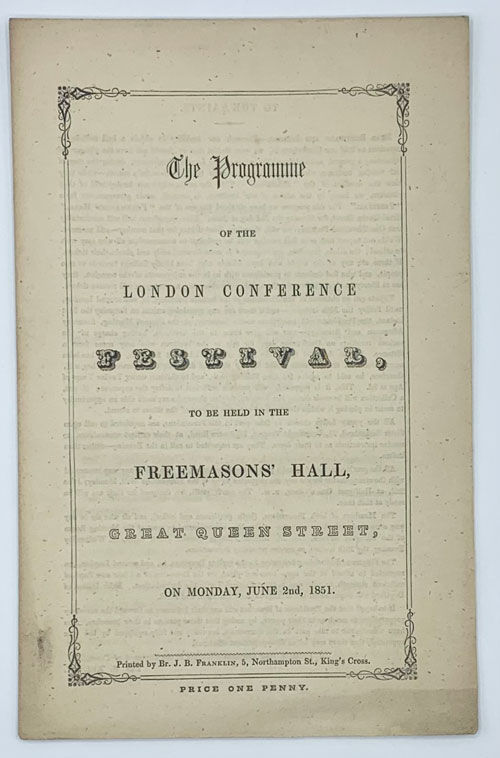 The Programme
OF THE
LONDON CONFERENCE
FESTIVAL,
TO BE HELD IN THE
FREEMASONS' HALL,
GREAT QUEEN STREET,
ON MONDAY, JUNE 2nd, 1851.
Printed by Br. J. B. FRANKLIN, 5, Northampton St., King's Cross.
PRICE ONE PENNY.